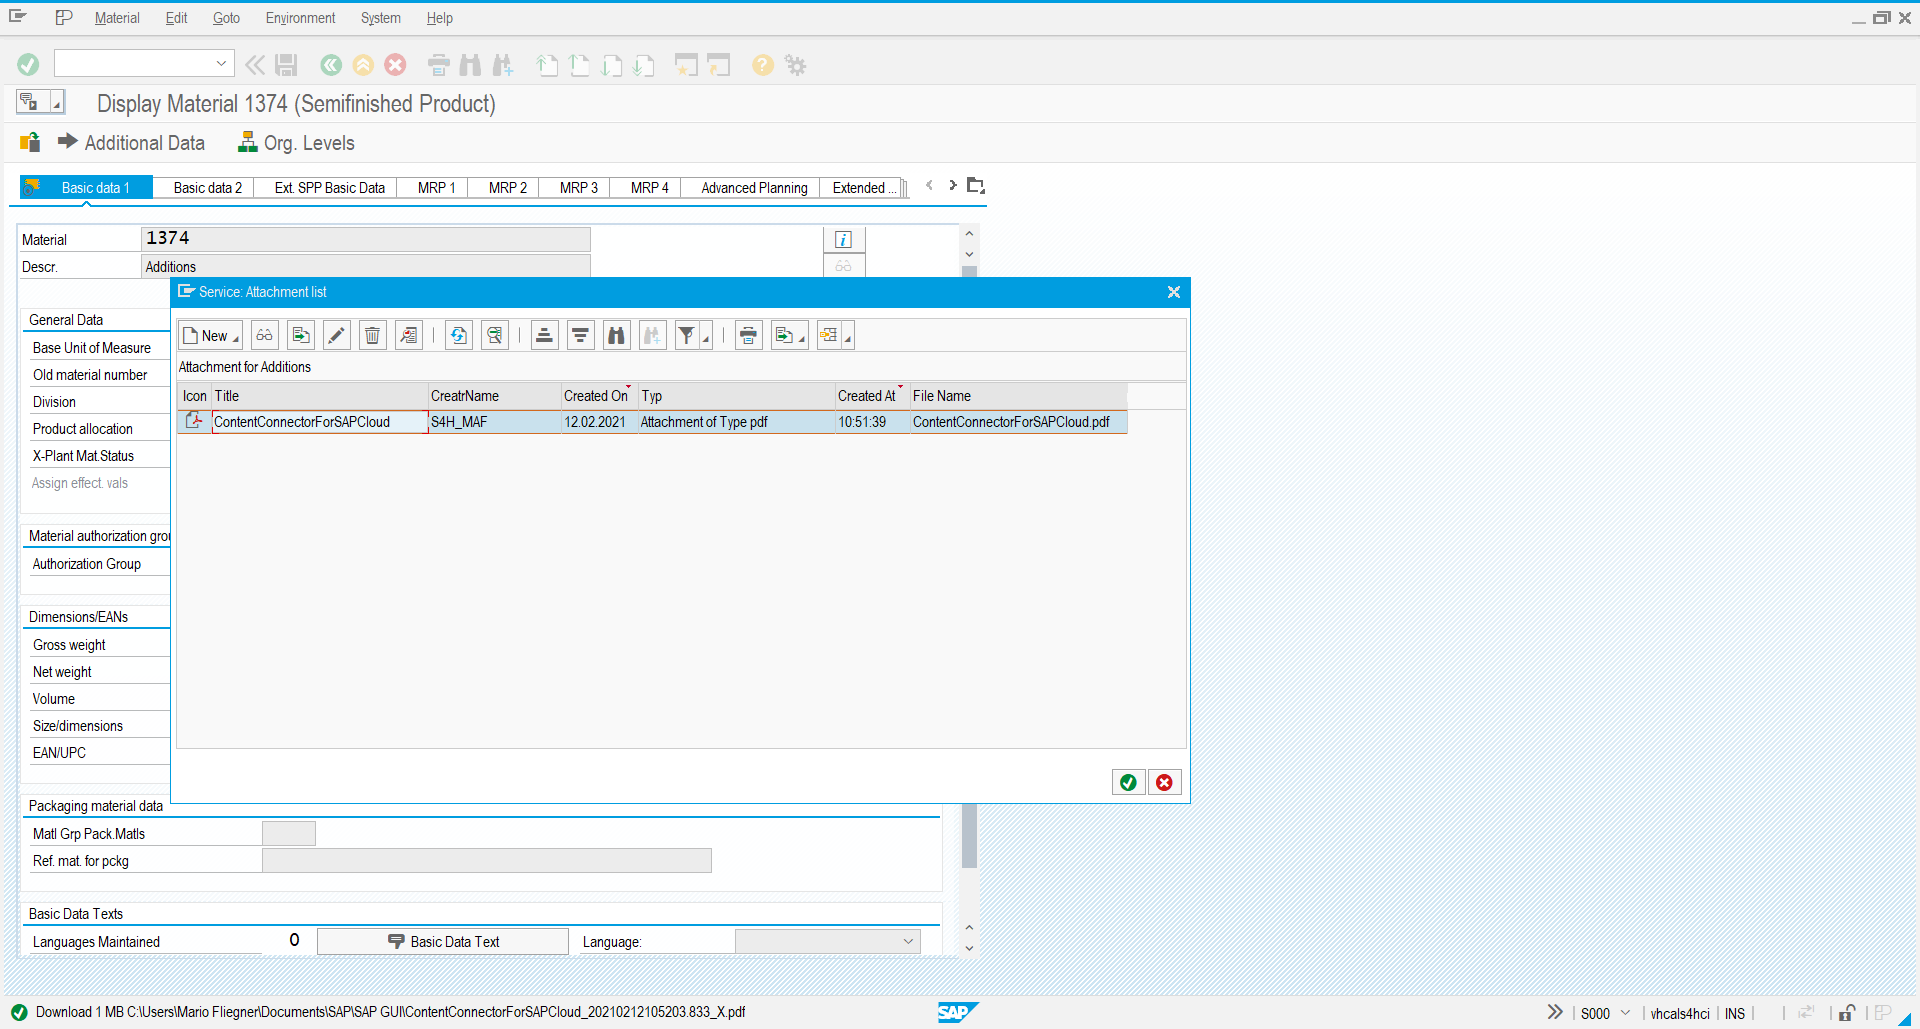 Material Edit Goto Environment System Help
Display Material 1374 (Semifinished Product)
Additional Data Org. Levels
Basic data 1 Basic data 2 Ext. SPP Basic Data MRP 1 MRP 2 MRP 3 MRP 4 Advanced Planning Extended ...
Material 1374
Descr. Additions
Service: Attachment list
General Data
New
Base Unit of Measure
Attachment for Additions
Old material number
Icon Title CreatrName Created On Typ Created At File Name
Division
ContentConnectorForSAPCloud S4H_MAF 12.02.2021 Attachment of Type pdf 10:51:39 ContentConnectorForSAPCloud.pdf
Product allocation
X-Plant Mat.Status
Assign effect. vals
Material authorization grou
Authorization Group
Dimensions/EANs
Gross weight
Net weight
Volume
Size/dimensions
EAN/UPC
Packaging material data
Matl Grp Pack.Matls
Ref. mat. for pckg
Basic Data Texts
Languages Maintained 0 Basic Data Text Language:
Download 1 MB C:\Users\Mario Fliegner\Documents\SAP\SAP GUI\ContentConnectorForSAPCloud_20210212105203.833_X.pdf SAP S000 vhcals4hci INS